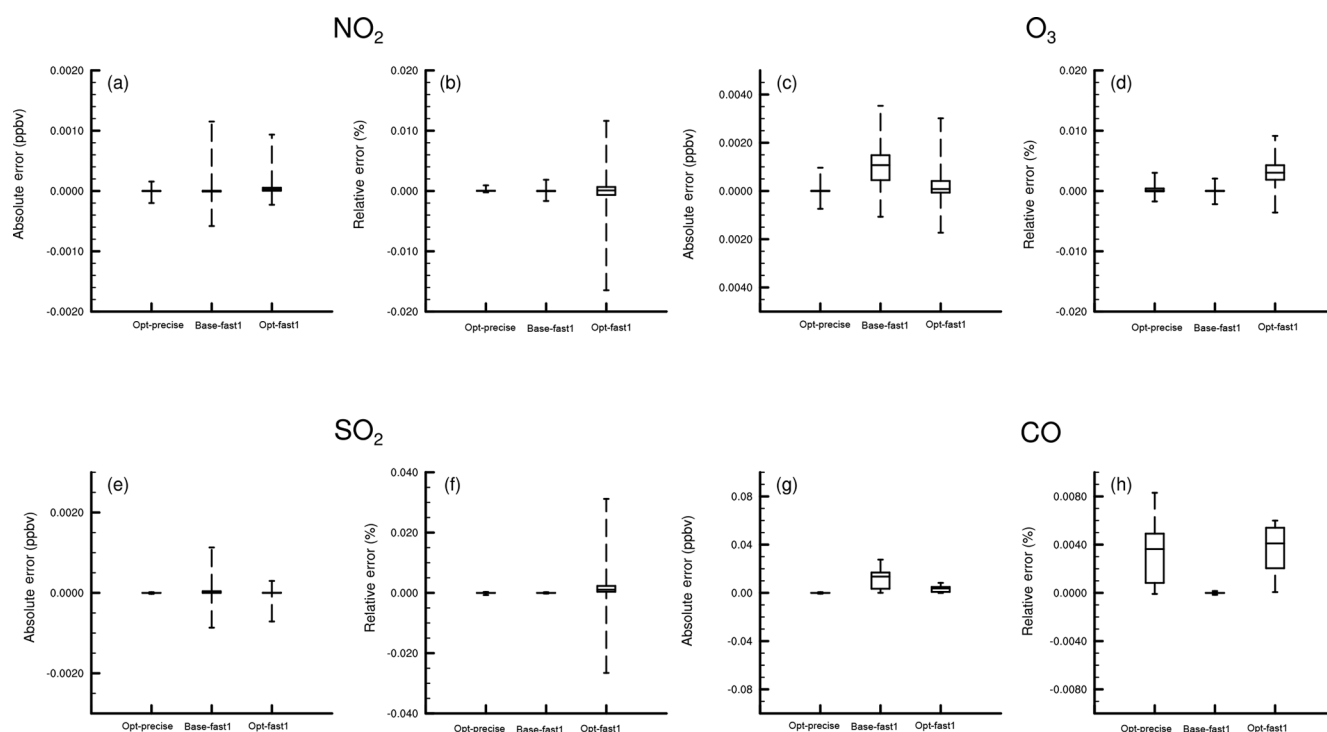 NO2
O3
(a)
Absolute error (ppbv)
0.0020
0.0010
0.0000
-0.0010
-0.0020
Opt-precise Base-fast1 Opt-fast1
(b)
Relative error (%)
0.020
0.010
0.000
-0.010
-0.020
Opt-precise Base-fast1 Opt-fast1
(c)
Absolute error (ppbv)
0.0040
0.0020
0.0000
0.0020
0.0040
Opt-precise Base-fast1 Opt-fast1
(d)
Relative error (%)
0.020
0.010
0.000
-0.010
-0.020
Opt-precise Base-fast1 Opt-fast1
SO2
CO
(e)
Absolute error (ppbv)
0.0020
0.0000
-0.0020
Opt-precise Base-fast1 Opt-fast1
(f)
Relative error (%)
0.040
0.020
0.000
-0.020
-0.040
Opt-precise Base-fast1 Opt-fast1
(g)
Absolute error (ppbv)
0.08
0.04
0.00
-0.04
-0.08
Opt-precise Base-fast1 Opt-fast1
(h)
Relative error (%)
0.0080
0.0040
0.0000
-0.0040
-0.0080
Opt-precise Base-fast1 Opt-fast1